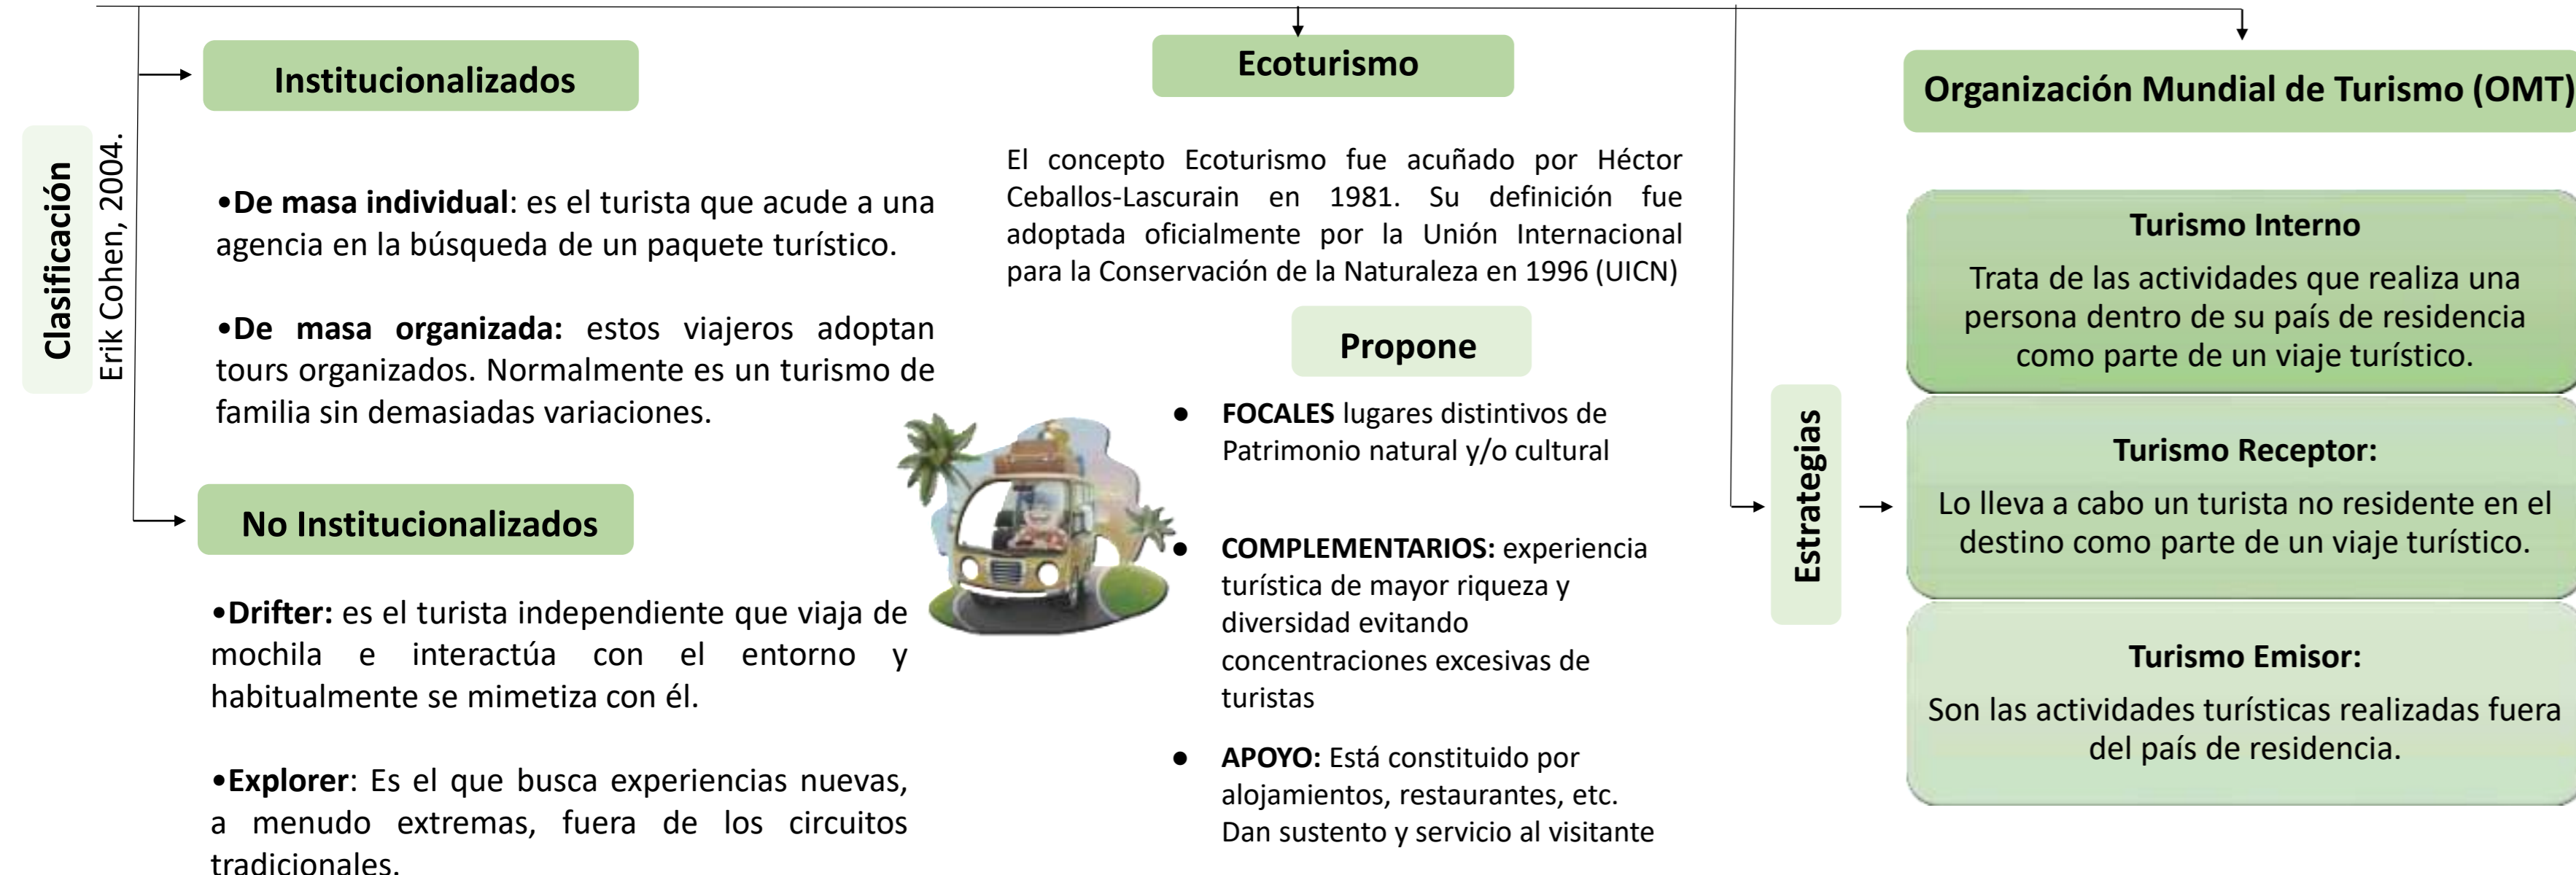 Clasificación
Erik Cohen, 2004.
Institucionalizados
•De masa individual: es el turista que acude a una
agencia en la búsqueda de un paquete turístico.
•De masa organizada: estos viajeros adoptan
tours organizados. Normalmente es un turismo de
familia sin demasiadas variaciones.
No Institucionalizados
•Drifter: es el turista independiente que viaja de
mochila e interactúa con el entorno y
habitualmente se mimetiza con él.
•Explorer: Es el que busca experiencias nuevas,
a menudo extremas, fuera de los circuitos
tradicionales.
Ecoturismo
El concepto Ecoturismo fue acuñado por Héctor
Ceballos-Lascurain en 1981. Su definición fue
adoptada oficialmente por la Unión Internacional
para la Conservación de la Naturaleza en 1996 (UICN)
Propone
● FOCALES lugares distintivos de
Patrimonio natural y/o cultural
● COMPLEMENTARIOS: experiencia
turística de mayor riqueza y
diversidad evitando
concentraciones excesivas de
turistas
● APOYO: Está constituido por
alojamientos, restaurantes, etc.
Dan sustento y servicio al visitante
Estrategias
Organización Mundial de Turismo (OMT)
Turismo Interno
Trata de las actividades que realiza una
persona dentro de su país de residencia
como parte de un viaje turístico.
Turismo Receptor:
Lo lleva a cabo un turista no residente en el
destino como parte de un viaje turístico.
Turismo Emisor:
Son las actividades turísticas realizadas fuera
del país de residencia.